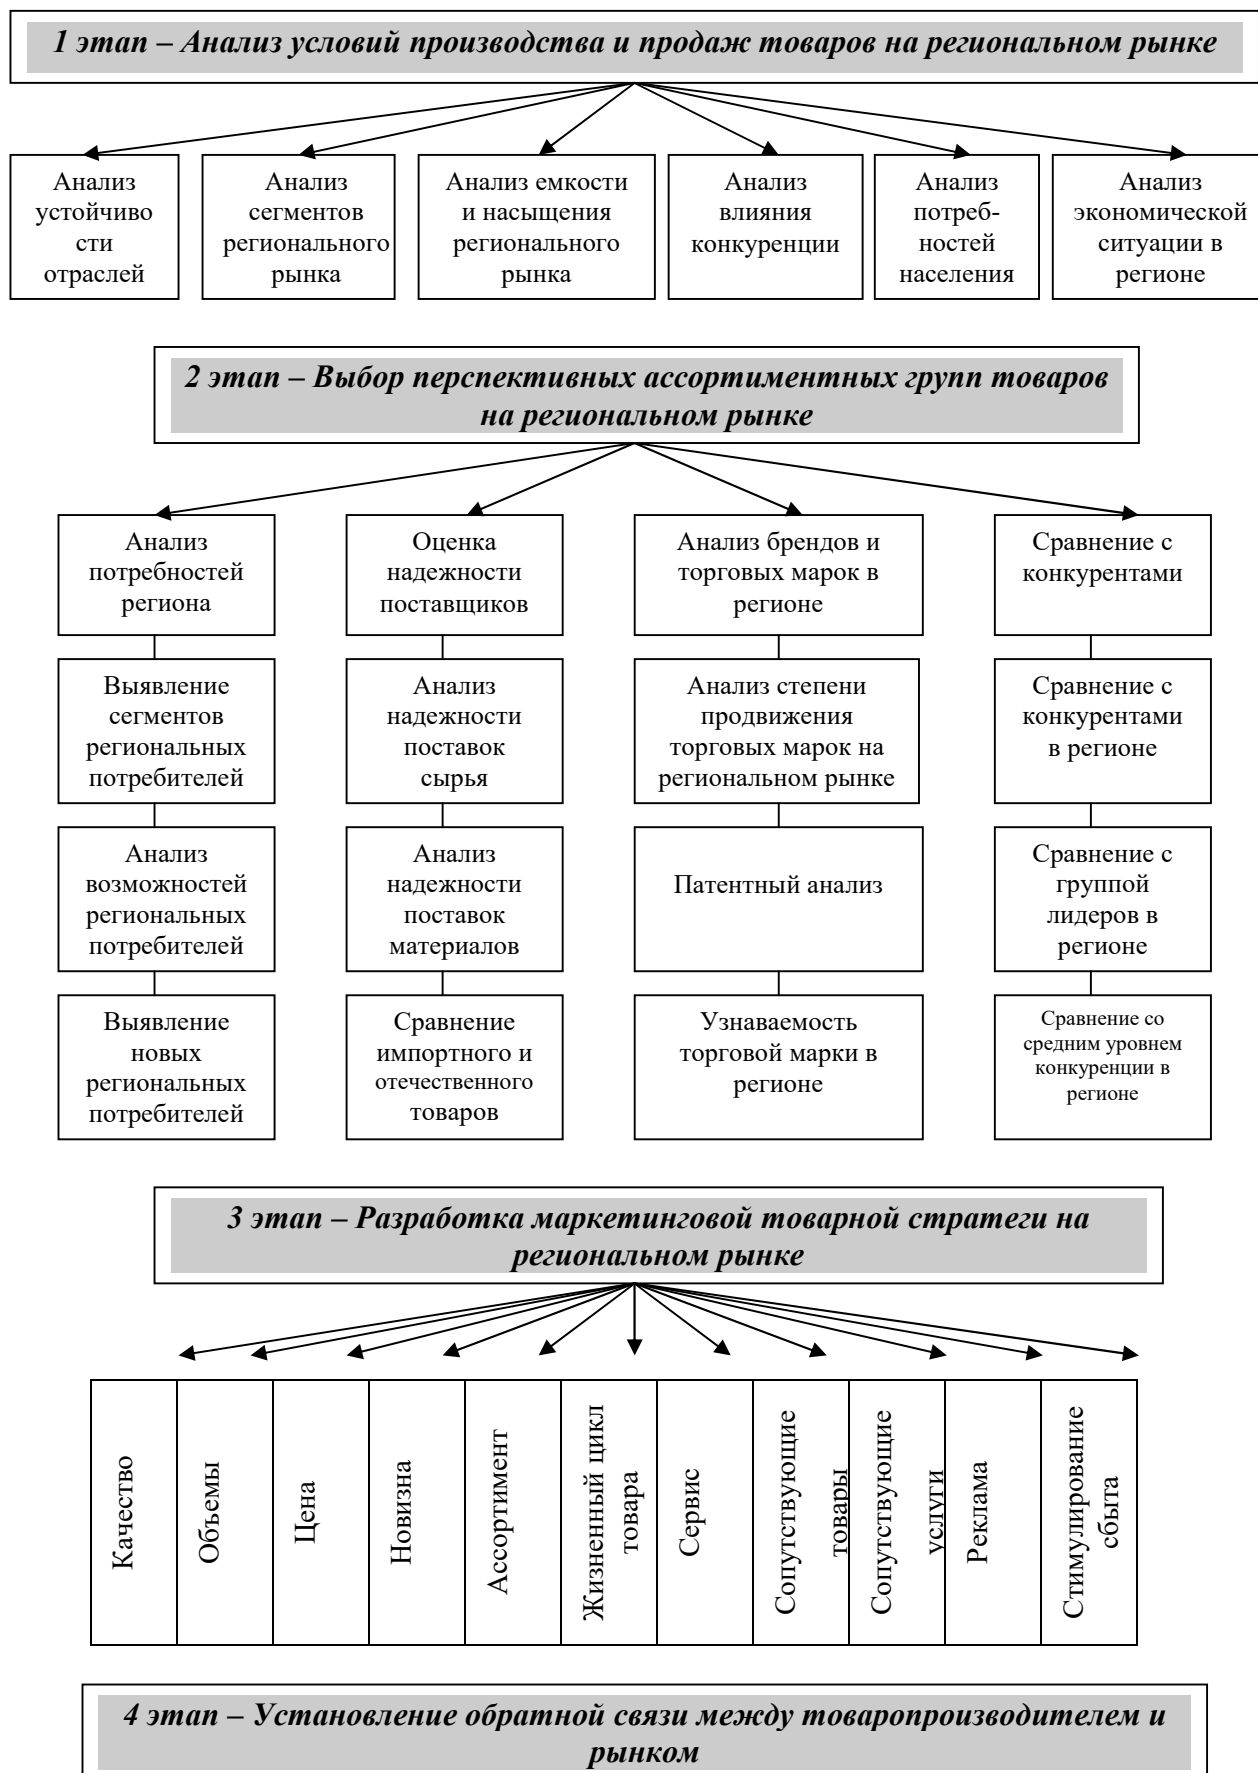 1 этап – Анализ условий производства и продаж товаров на региональном рынке
Анализ
устойчиво
сти
отраслей
Анализ
сегментов
регионального
рынка
Анализ емкости
и насыщения
регионального
рынка
Анализ
влияния
конкуренции
Анализ
потреб-
ностей
населения
Анализ
экономической
ситуации в
регионе
2 этап – Выбор перспективных ассортиментных групп товаров
на региональном рынке
Анализ
потребностей
региона
Оценка
надежности
поставщиков
Анализ брендов и
торговых марок в
регионе
Сравнение с
конкурентами
Выявление
сегментов
региональных
потребителей
Анализ
надежности
поставок
сырья
Анализ степени
продвижения
торговых марок на
региональном рынке
Сравнение с
конкурентами
в регионе
Анализ
возможностей
региональных
потребителей
Анализ
надежности
поставок
материалов
Патентный анализ
Сравнение с
группой
лидеров в
регионе
Выявление
новых
региональных
потребителей
Сравнение
импортного и
отечественного
товаров
Узнаваемость
торговой марки в
регионе
Сравнение со
средним уровнем
конкуренции в
регионе
3 этап – Разработка маркетинговой товарной стратеги на
региональном рынке
Качество
Объемы
Цена
Новизна
Ассортимент
Жизненный цикл
товара
Сервис
Сопутствующие
товары
Сопутствующие
услуги
Реклама
Стимулирование
сбыта
4 этап – Установление обратной связи между товаропроизводителем и
рынком